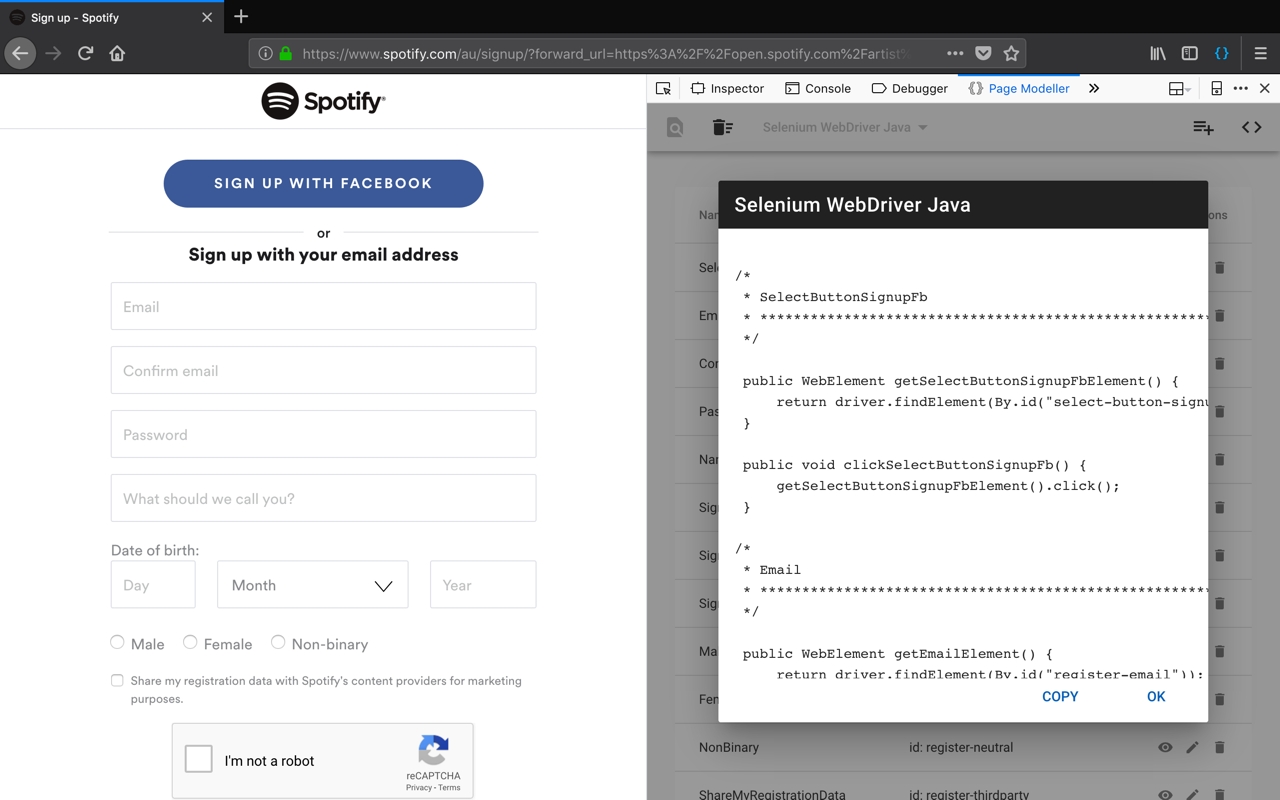 Sign up - Spotify
https://www.spotify.com/au/signup/?forward_url=https%3A%2F%2Fopen.spotify.com%2Fartist%
Spotify®
SIGN UP WITH FACEBOOK
or
Sign up with your email address
Email
Confirm email
Password
What should we call you?
Date of birth:
Day
Month
Year
Male
Female
Non-binary
Share my registration data with Spotify's content providers for marketing
purposes.
I'm not a robot
reCAPTCHA
Privacy - Terms
Inspector
Console
Debugger
{} Page Modeller
Selenium WebDriver Java
Nar
ons
Sele
Em
Cor
Pas
Nar
Sig
Sig
Sig
Ma
Fen
NonBinary
id: register-neutral
ShareMyRegistrationData
id: register-thirdparty
Selenium WebDriver Java
/*
* SelectButtonSignupFb
* ******************************************************
*/
public WebElement getSelectButtonSignupFbElement() {
return driver.findElement(By.id("select-button-signu
}
public void clickSelectButtonSignupFb() {
getSelectButtonSignupFbElement().click();
}
/*
* Email
* ******************************************************
*/
public WebElement getEmailElement() {
return driver.findElement(By.id("register-email"));
COPY
OK